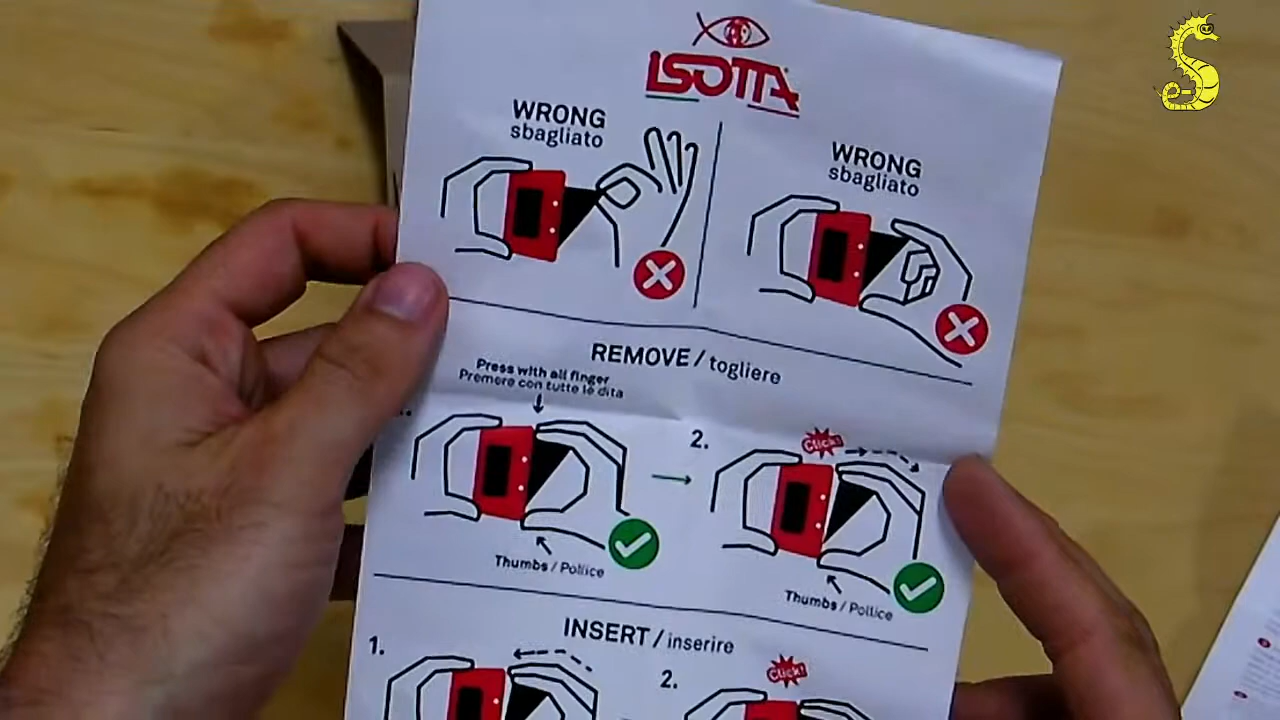 ISOTTA
WRONG
sbagliato
WRONG
sbagliato
REMOVE / togliere
Press with all finger
Premere con tutte le dita
2.
Click!
Thumbs / Pollice
Thumbs / Pollice
INSERT / inserire
1.
2.
Click!